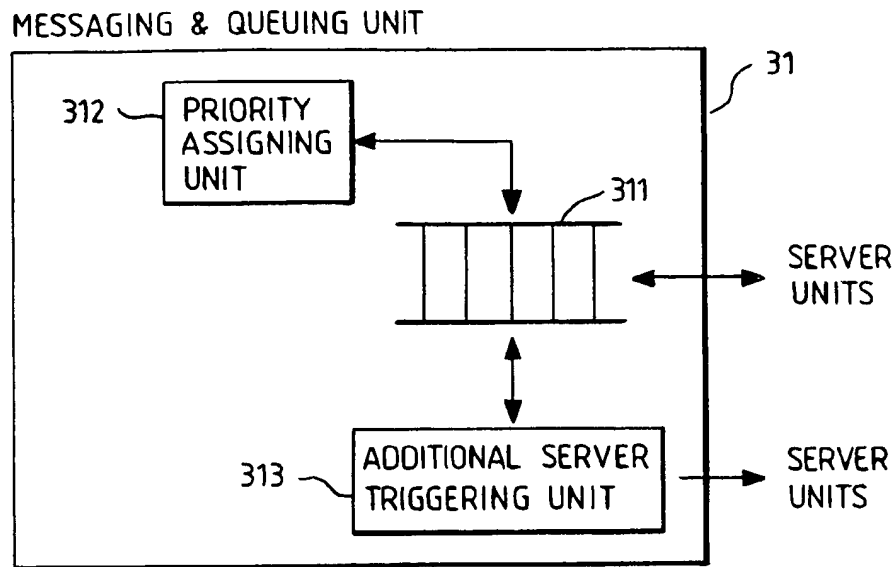 MESSAGING & QUEUING UNIT
31
312
PRIORITY
ASSIGNING
UNIT
311
SERVER
UNITS
313
ADDITIONAL SERVER
TRIGGERING UNIT
SERVER
UNITS